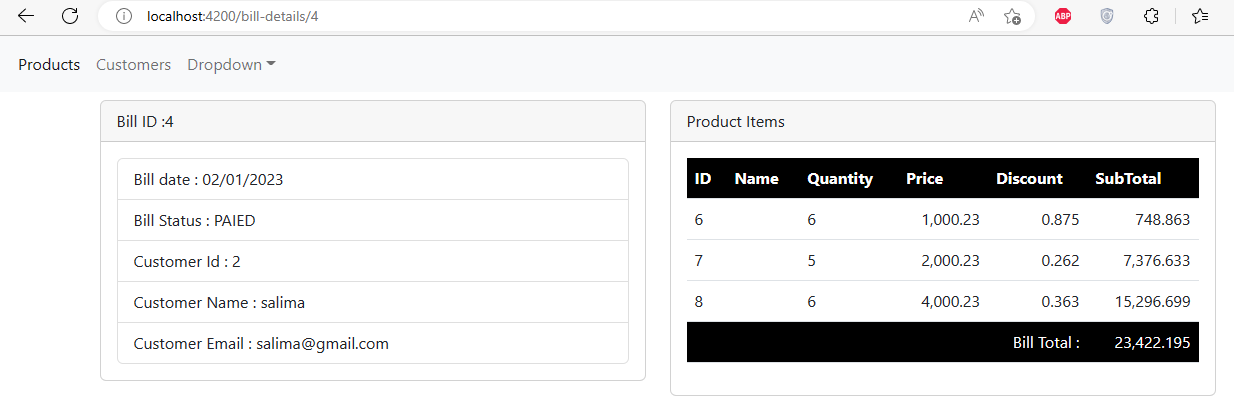 localhost:4200/bill-details/4
ABP
Products Customers Dropdown
Bill ID :4
Bill date : 02/01/2023
Bill Status : PAIED
Customer Id : 2
Customer Name : salima
Customer Email : salima@gmail.com
Product Items
ID Name Quantity Price Discount SubTotal
6 6 1,000.23 0.875 748.863
7 5 2,000.23 0.262 7,376.633
8 6 4,000.23 0.363 15,296.699
Bill Total : 23,422.195